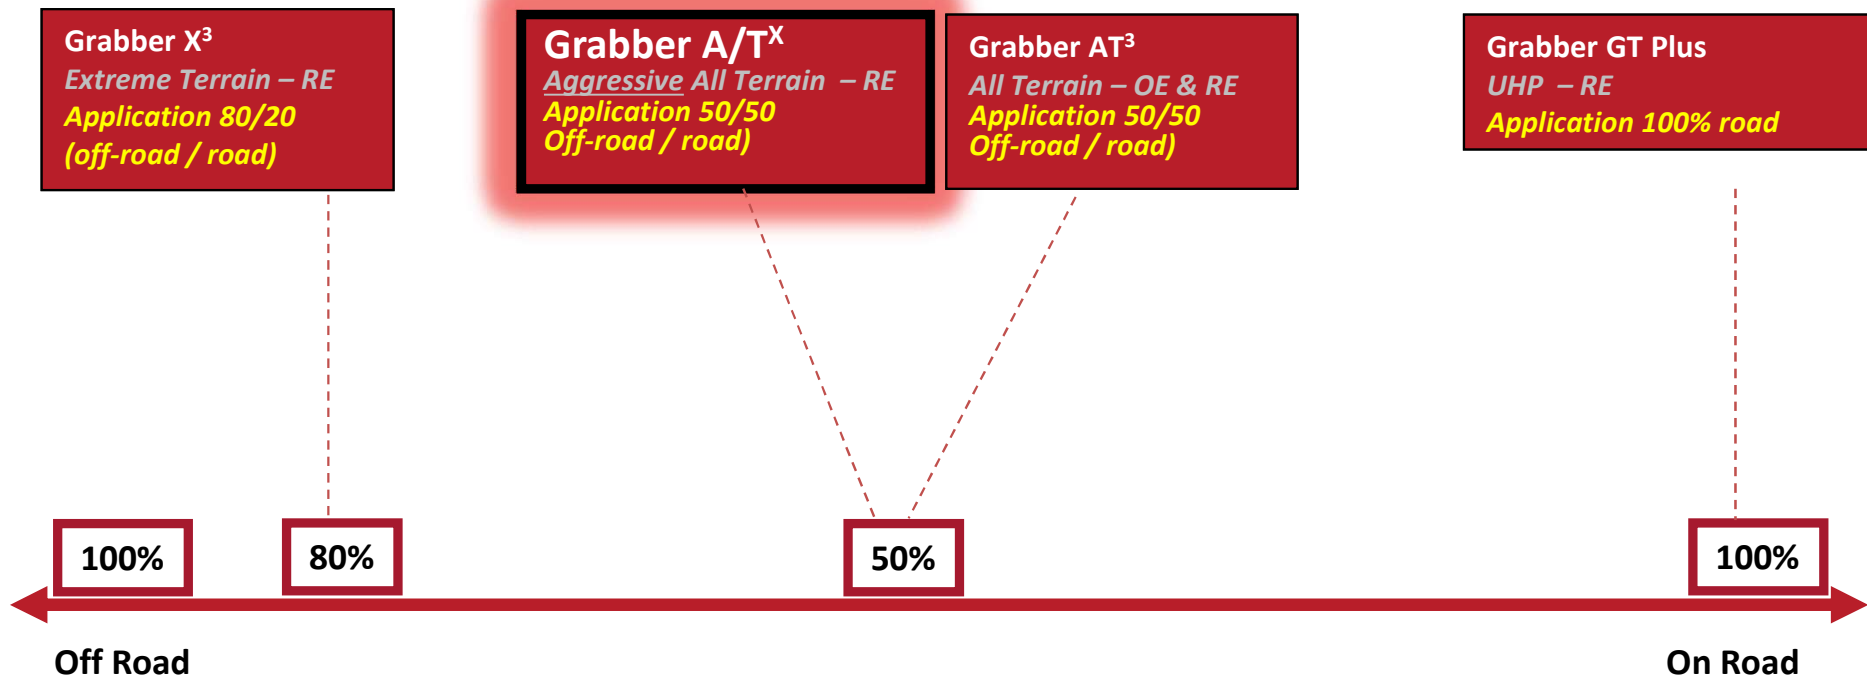 Grabber X³
Extreme Terrain – RE
Application 80/20
(off-road / road)
Grabber A/Tˣ
Aggressive All Terrain – RE
Application 50/50
Off-road / road)
Grabber AT³
All Terrain – OE & RE
Application 50/50
Off-road / road)
Grabber GT Plus
UHP – RE
Application 100% road
100%
80%
50%
100%
Off Road
On Road